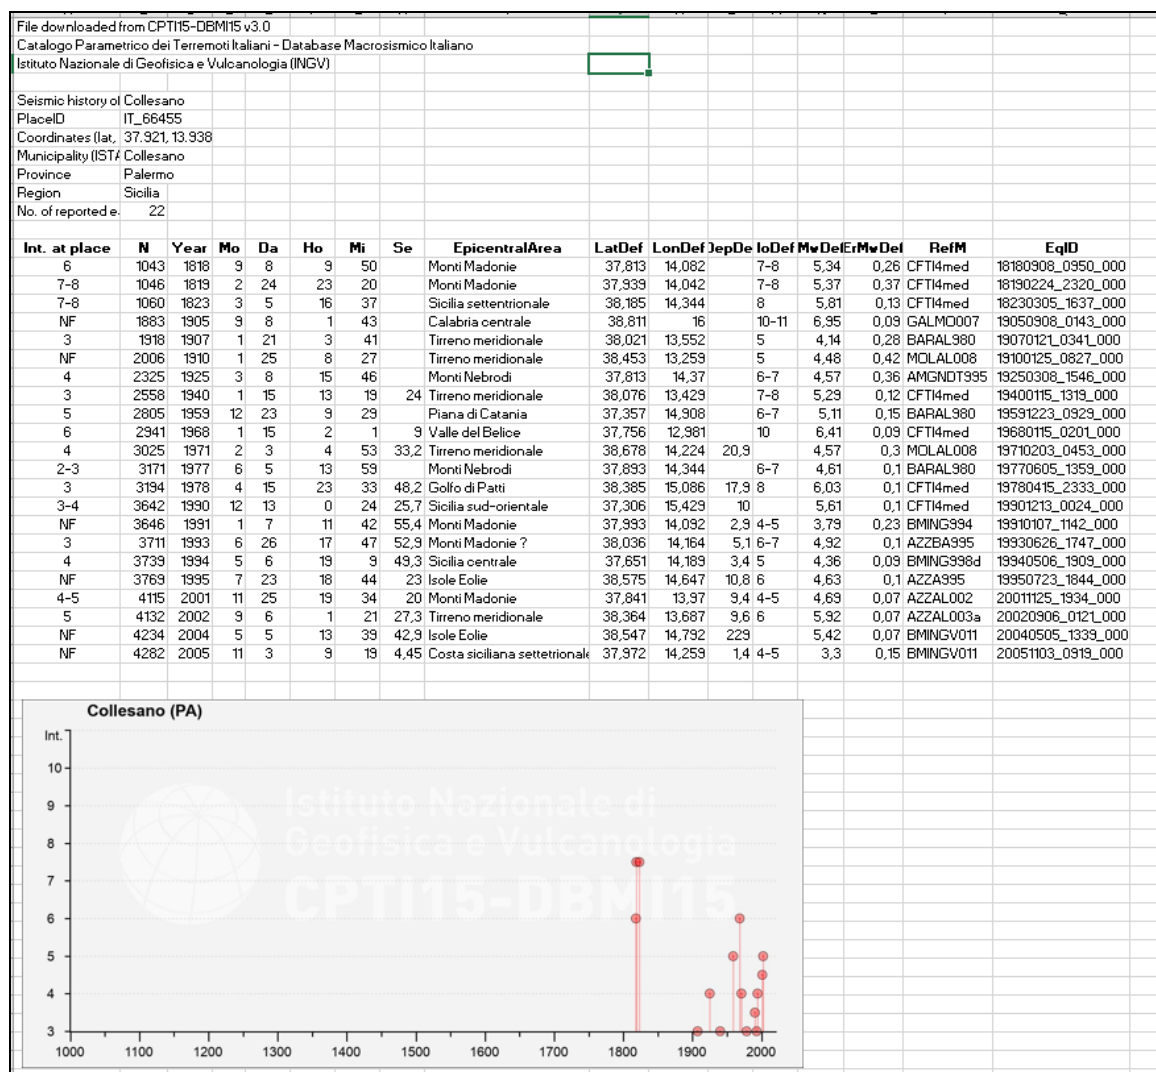 File downloaded from CPTI15-DBMI15 v3.0
Catalogo Parametrico dei Terremoti Italiani - Database Macrosismico Italiano
Istituto Nazionale di Geofisica e Vulcanologia (INGV)
Seismic history of Collesano
PlaceID IT_66455
Coordinates (lat, 37.921, 13.938
Municipality (ISTA Collesano
Province Palermo
Region Sicilia
No. of reported e 22
Int. at place N Year Mo Da Ho Mi Se EpicentralArea LatDef LonDef DepDe IoDef MwDef ErMwDef RefM EqID
6 1043 1818 9 8 9 50 Monti Madonie 37,813 14,082 7-8 5,34 0,26 CFTI4med 18180908_0950_000
7-8 1046 1819 2 24 23 20 Monti Madonie 37,939 14,042 7-8 5,37 0,37 CFTI4med 18190224_2320_000
7-8 1060 1823 3 5 16 37 Sicilia settentrionale 38,185 14,344 8 5,81 0,13 CFTI4med 18230305_1637_000
NF 1883 1905 9 8 1 43 Calabria centrale 38,811 16 10-11 6,95 0,09 GALMO007 19050908_0143_000
3 1918 1907 1 21 3 41 Tirreno meridionale 38,021 13,552 5 4,14 0,28 BARAL980 19070121_0341_000
NF 2006 1910 1 25 8 27 Tirreno meridionale 38,453 13,259 5 4,48 0,42 MOLAL008 19100125_0827_000
4 2325 1925 3 8 15 46 Monti Nebrodi 37,813 14,37 6-7 4,57 0,36 AMGNDT995 19250308_1546_000
3 2558 1940 1 15 13 19 24 Tirreno meridionale 38,076 13,429 7-8 5,29 0,12 CFTI4med 19400115_1319_000
5 2805 1959 12 23 9 29 Piana di Catania 37,357 14,908 6-7 5,11 0,15 BARAL980 19591223_0929_000
6 2941 1968 1 15 2 1 9 Valle del Belice 37,756 12,981 10 6,41 0,09 CFTI4med 19680115_0201_000
4 3025 1971 2 3 4 53 33,2 Tirreno meridionale 38,678 14,224 20,9 4,57 0,3 MOLAL008 19710203_0453_000
2-3 3171 1977 6 5 13 59 Monti Nebrodi 37,893 14,344 6-7 4,61 0,1 BARAL980 19770605_1359_000
3 3194 1978 4 15 23 33 48,2 Golfo di Patti 38,385 15,086 17,9 8 6,03 0,1 CFTI4med 19780415_2333_000
3-4 3642 1990 12 13 0 24 25,7 Sicilia sud-orientale 37,306 15,429 10 5,61 0,1 CFTI4med 19901213_0024_000
NF 3646 1991 1 7 11 42 55,4 Monti Madonie 37,993 14,092 2,9 4-5 3,79 0,23 BMING994 19910107_1142_000
3 3711 1993 6 26 17 47 52,9 Monti Madonie ? 38,036 14,164 5,1 6-7 4,92 0,1 AZZBA995 19930626_1747_000
4 3739 1994 5 6 19 9 49,3 Sicilia centrale 37,651 14,189 3,4 5 4,36 0,09 BMING998d 19940506_1909_000
NF 3769 1995 7 23 18 44 23 Isole Eolie 38,575 14,647 10,8 6 4,63 0,1 AZZA995 19950723_1844_000
4-5 4115 2001 11 25 19 34 20 Monti Madonie 37,841 13,97 9,4 4-5 4,69 0,07 AZZAL002 20011125_1934_000
5 4132 2002 9 6 1 21 27,3 Tirreno meridionale 38,364 13,687 9,6 6 5,92 0,07 AZZAL003a 20020906_0121_000
NF 4234 2004 5 5 13 39 42,9 Isole Eolie 38,547 14,792 229 5,42 0,07 BMINGV011 20040505_1339_000
NF 4282 2005 11 3 9 19 4,45 Costa siciliana settetrionale 37,972 14,259 1,4 4-5 3,3 0,15 BMINGV011 20051103_0919_000
Collesano (PA)
Int.
10
9
8
7
6
5
4
3
Istituto Nazionale di
Geofisica e Vulcanologia
CPTI15-DBMI15
1000 1100 1200 1300 1400 1500 1600 1700 1800 1900 2000